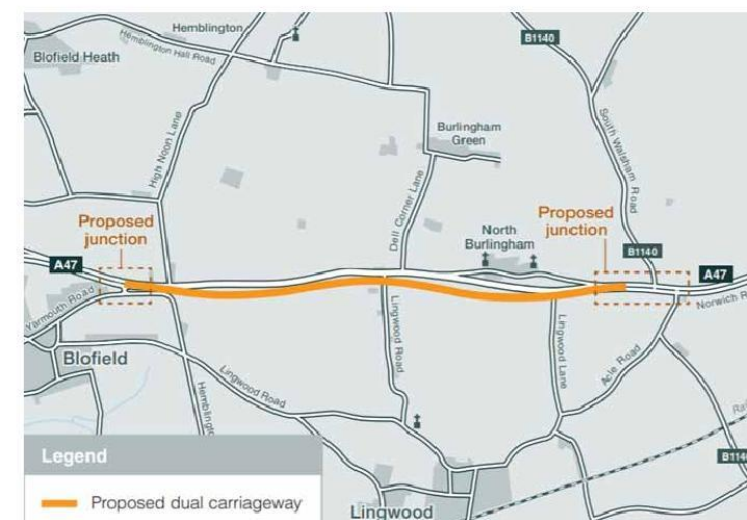 Hemblington
B1140
Hemblington Hall Road
Blofield Heath
High Noon Lane
South Walsham Road
Burlingham
Green
Dell Corner Lane
Proposed
junction
North
Burlingham
Proposed
junction
B1140
A47
A47
Yarmouth Road
Norwich R
Lingwood Road
Lingwood Lane
Acle Road
Blofield
Lingwood Road
Hemblington
Legend
B114
Proposed dual carriageway
Lingwood